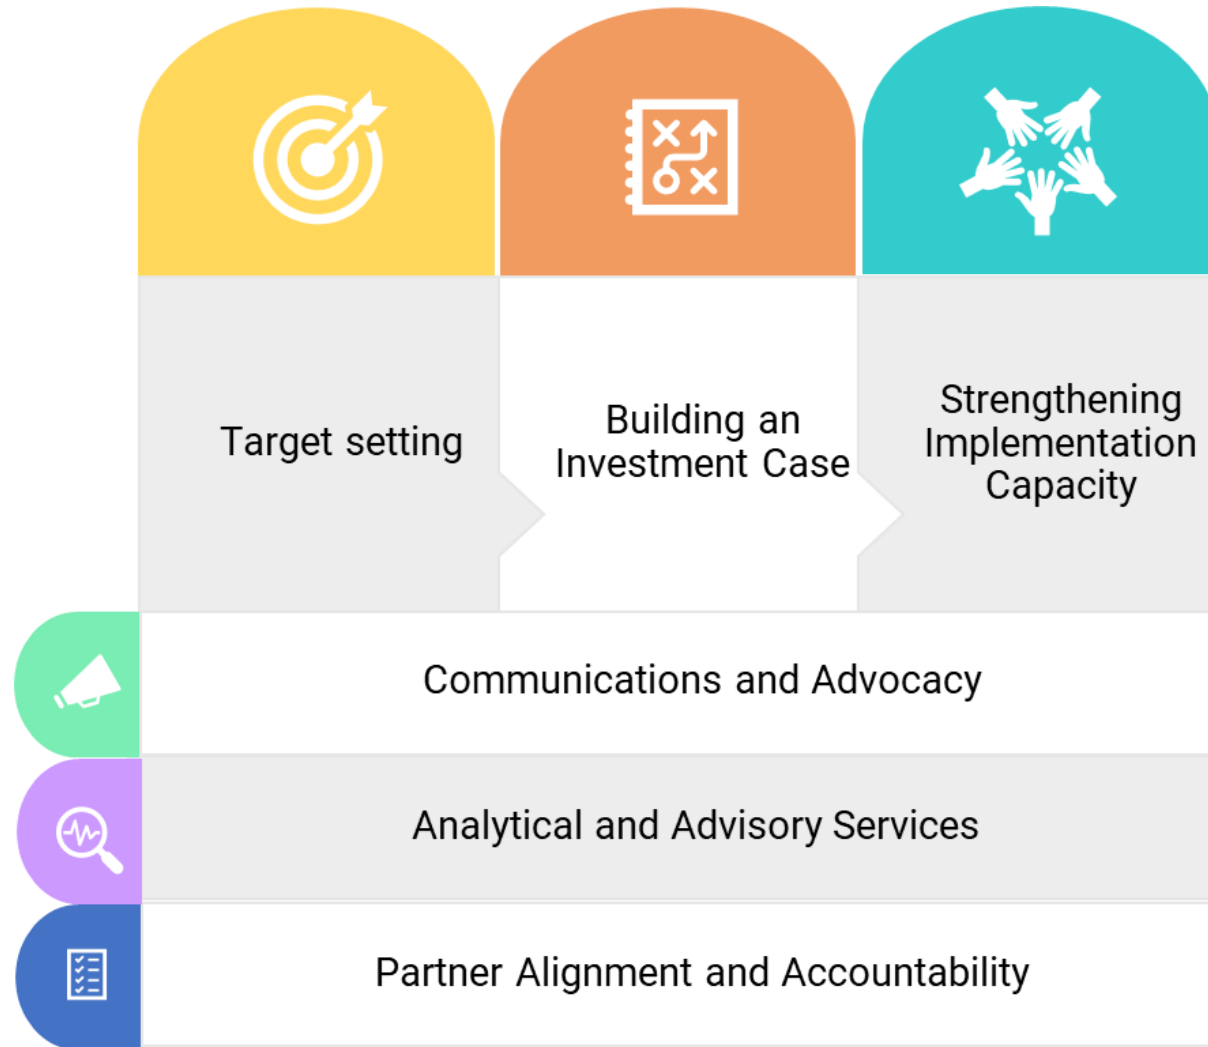 Target setting
Building an
Investment Case
Strengthening
Implementation
Capacity
Communications and Advocacy
Analytical and Advisory Services
Partner Alignment and Accountability